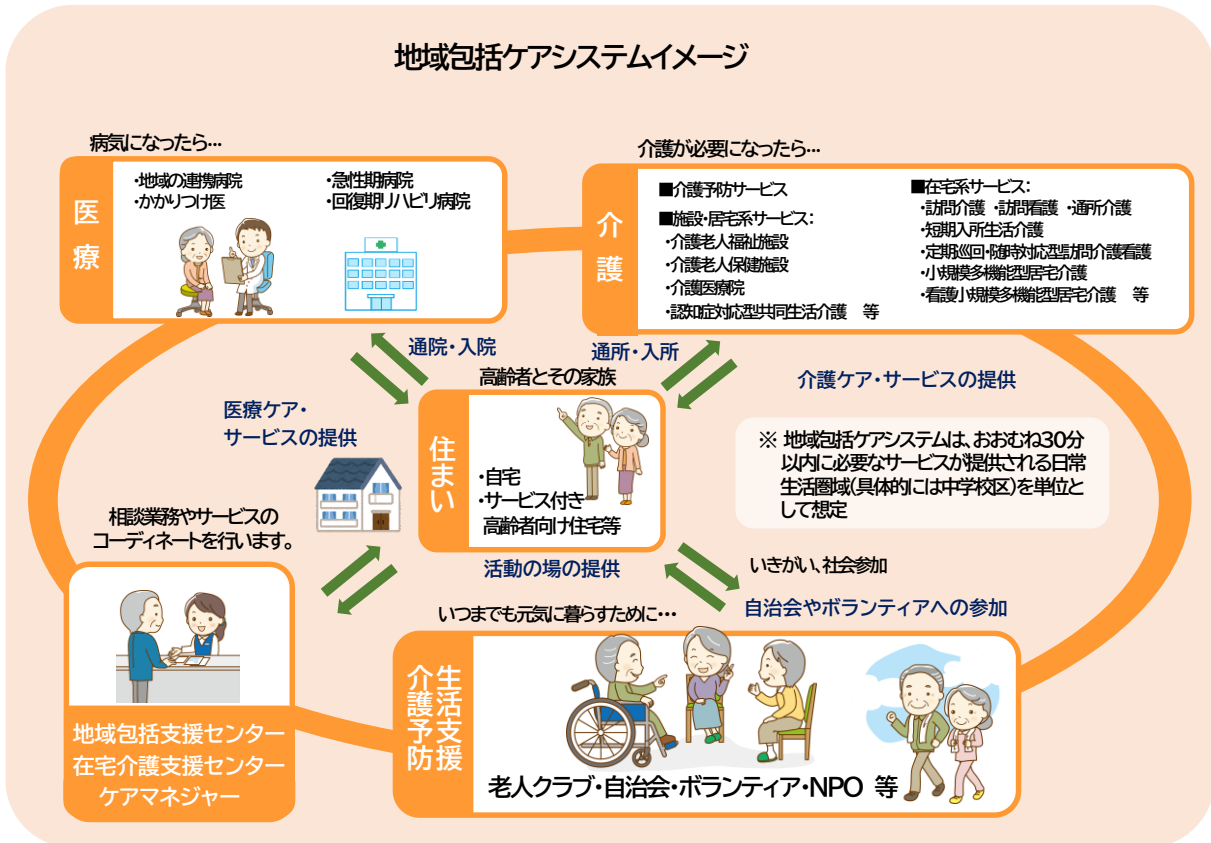 地域包括ケアシステムイメージ
病気になったら…
医療
・地域の連携病院
・かかりつけ医
・急性期病院
・回復期リハビリ病院
介護が必要になったら…
介護
■介護予防サービス
■施設・居宅系サービス：
・介護老人福祉施設
・介護老人保健施設
・介護医療院
・認知症対応型共同生活介護　等
■在宅系サービス：
・訪問介護　・訪問看護　・通所介護
・短期入所生活介護
・定期巡回・随時対応型訪問介護看護
・小規模多機能型居宅介護
・看護小規模多機能型居宅介護　等
通院・入院
通所・入所
医療ケア・
サービスの提供
高齢者とその家族
介護ケア・サービスの提供
住まい
・自宅
・サービス付き
高齢者向け住宅等
※ 地域包括ケアシステムは、おおむね30分
以内に必要なサービスが提供される日常
生活圏域（具体的には中学校区）を単位と
して想定
相談業務やサービスの
コーディネートを行います。
地域包括支援センター
在宅介護支援センター
ケアマネジャー
活動の場の提供
いきがい、社会参加
自治会やボランティアへの参加
いつまでも元気に暮らすために・・・
生活支援
介護予防
老人クラブ・自治会・ボランティア・NPO 等